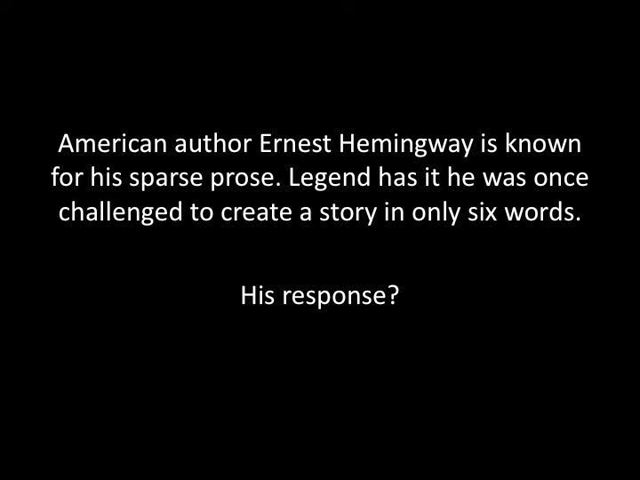 American author Ernest Hemingway is known
for his sparse prose. Legend has it he was once
challenged to create a story in only six words.
His response?